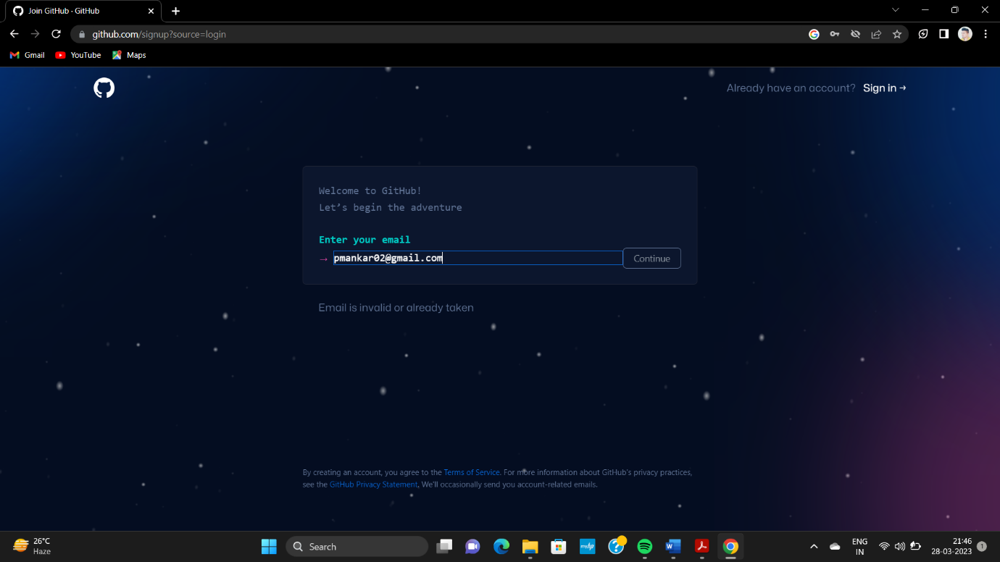 Join GitHub · GitHub
github.com/signup?source=login
Gmail YouTube Maps
Already have an account? Sign in →
Welcome to GitHub!
Let's begin the adventure
Enter your email
→ pmankar02@gmail.com Continue
Email is invalid or already taken
By creating an account, you agree to the Terms of Service. For more information about GitHub's privacy practices,
see the GitHub Privacy Statement. We'll occasionally send you account-related emails.
26°C
Haze
Search
myhp
ENG
IN
21:46
28-03-2023
1